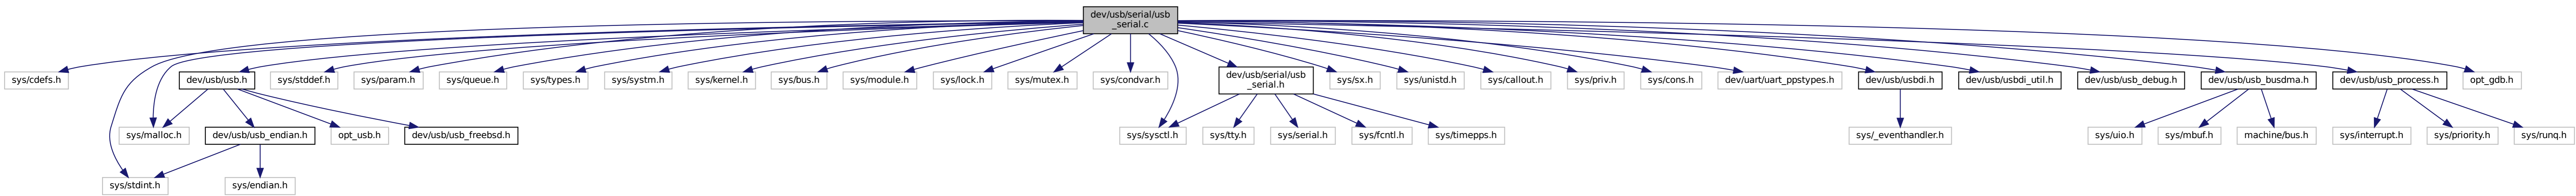 dev/usb/serial/usb
_serial.c
sys/cdefs.h
dev/usb/usb.h
sys/stddef.h
sys/param.h
sys/queue.h
sys/types.h
sys/systm.h
sys/kernel.h
sys/bus.h
sys/module.h
sys/lock.h
sys/mutex.h
sys/condvar.h
dev/usb/serial/usb
_serial.h
sys/sx.h
sys/unistd.h
sys/callout.h
sys/priv.h
sys/cons.h
dev/uart/uart_ppstypes.h
dev/usb/usbdi.h
dev/usb/usbdi_util.h
dev/usb/usb_debug.h
dev/usb/usb_busdma.h
dev/usb/usb_process.h
opt_gdb.h
sys/malloc.h
dev/usb/usb_endian.h
opt_usb.h
dev/usb/usb_freebsd.h
sys/sysctl.h
sys/tty.h
sys/serial.h
sys/fcntl.h
sys/timepps.h
sys/_eventhandler.h
sys/uio.h
sys/mbuf.h
machine/bus.h
sys/interrupt.h
sys/priority.h
sys/runq.h
sys/stdint.h
sys/endian.h